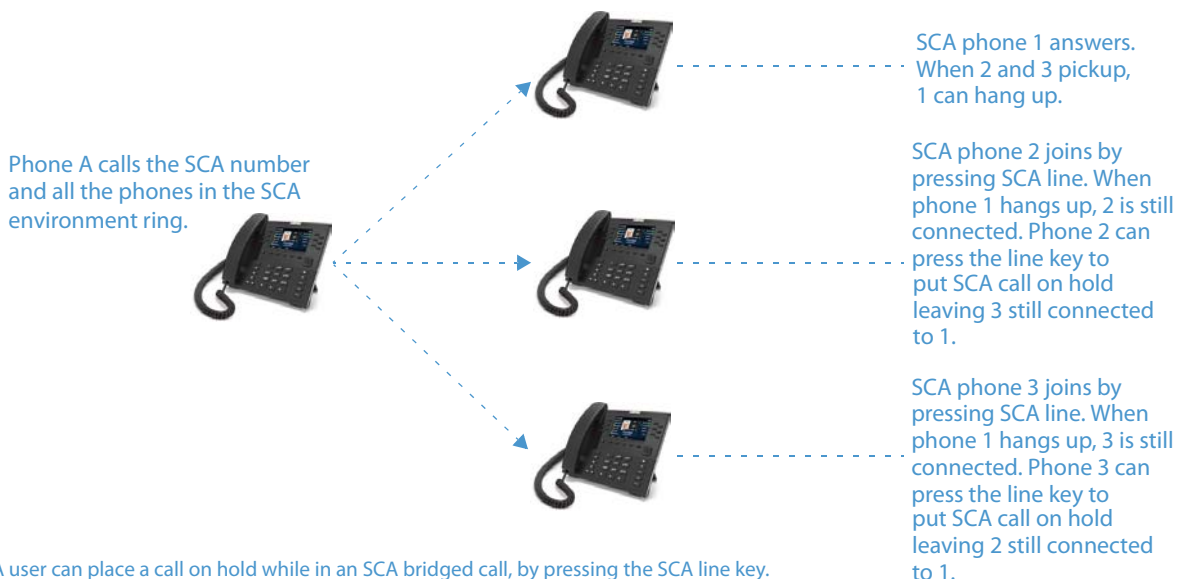 Phone A calls the SCA number
and all the phones in the SCA
environment ring.
SCA phone 1 answers.
When 2 and 3 pickup,
1 can hang up.
SCA phone 2 joins by
pressing SCA line. When
phone 1 hangs up, 2 is still
connected. Phone 2 can
press the line key to
put SCA call on hold
leaving 3 still connected
to 1.
SCA phone 3 joins by
pressing SCA line. When
phone 1 hangs up, 3 is still
connected. Phone 3 can
press the line key to
put SCA call on hold
leaving 2 still connected
to 1.
A user can place a call on hold while in an SCA bridged call, by pressing the SCA line key.